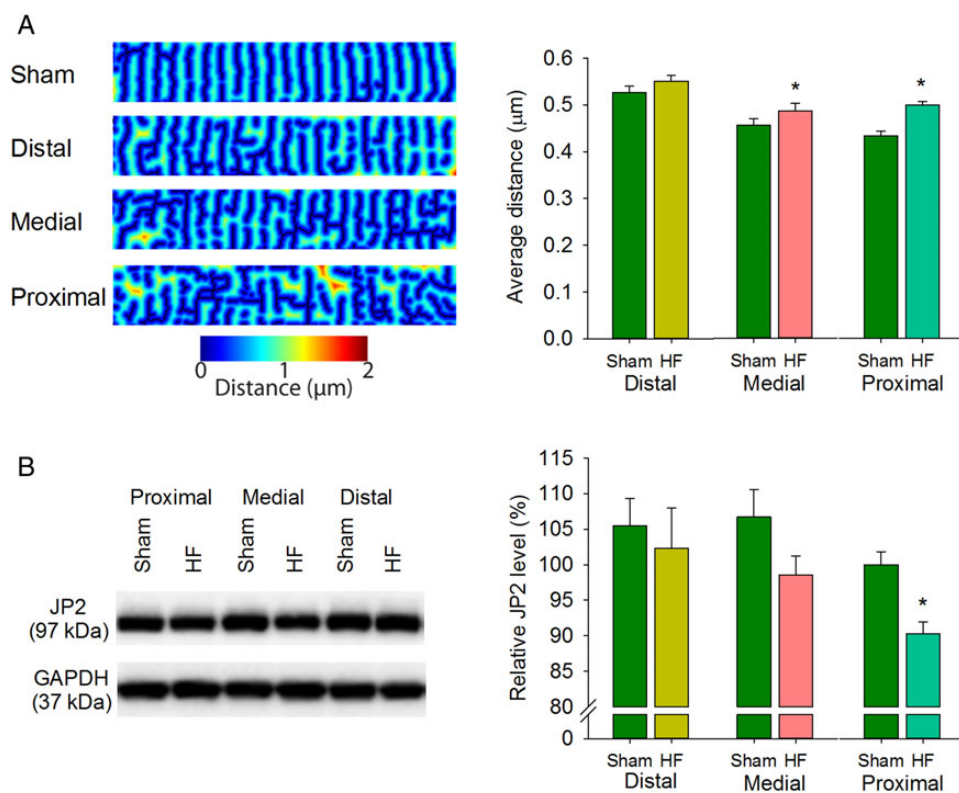 A
Sham
Distal
Medial
Proximal
0 1 2
Distance (μm)
Average distance (μm)
0.6
0.5
0.4
0.3
0.2
0.1
0.0
* *
Sham HF Sham HF Sham HF
Distal Medial Proximal
B
Proximal Medial Distal
Sham HF Sham HF Sham HF
JP2
(97 kDa)
GAPDH
(37 kDa)
Relative JP2 level (%)
115
110
105
100
95
90
85
80
0
*
Sham HF Sham HF Sham HF
Distal Medial Proximal